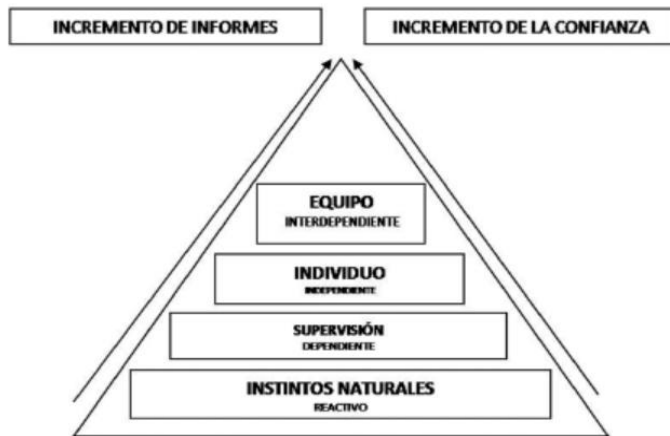 INCREMENTO DE INFORMES
INCREMENTO DE LA CONFIANZA
EQUIPO
INTERDEPENDIENTE
INDIVIDUO
INDEPENDIENTE
SUPERVISIÓN
DEPENDIENTE
INSTINTOS NATURALES
REACTIVO